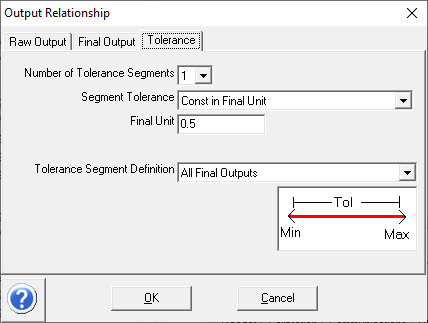 Output Relationship
Raw Output Final Output Tolerance
Number of Tolerance Segments 1
Segment Tolerance Const in Final Unit
Final Unit 0.5
Tolerance Segment Definition All Final Outputs
Tol
Min Max
? OK Cancel